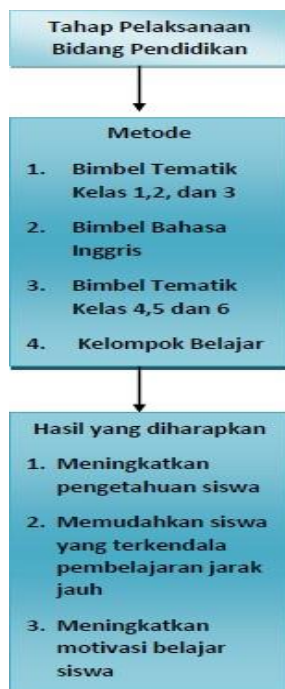 Tahap Pelaksanaan
Bidang Pendidikan
Metode
1. Bimbel Tematik
Kelas 1,2, dan 3
2. Bimbel Bahasa
Inggris
3. Bimbel Tematik
Kelas 4,5 dan 6
4. Kelompok Belajar
Hasil yang diharapkan
1. Meningkatkan
pengetahuan siswa
2. Memudahkan siswa
yang terkendala
pembelajaran jarak
jauh
3. Meningkatkan
motivasi belajar
siswa